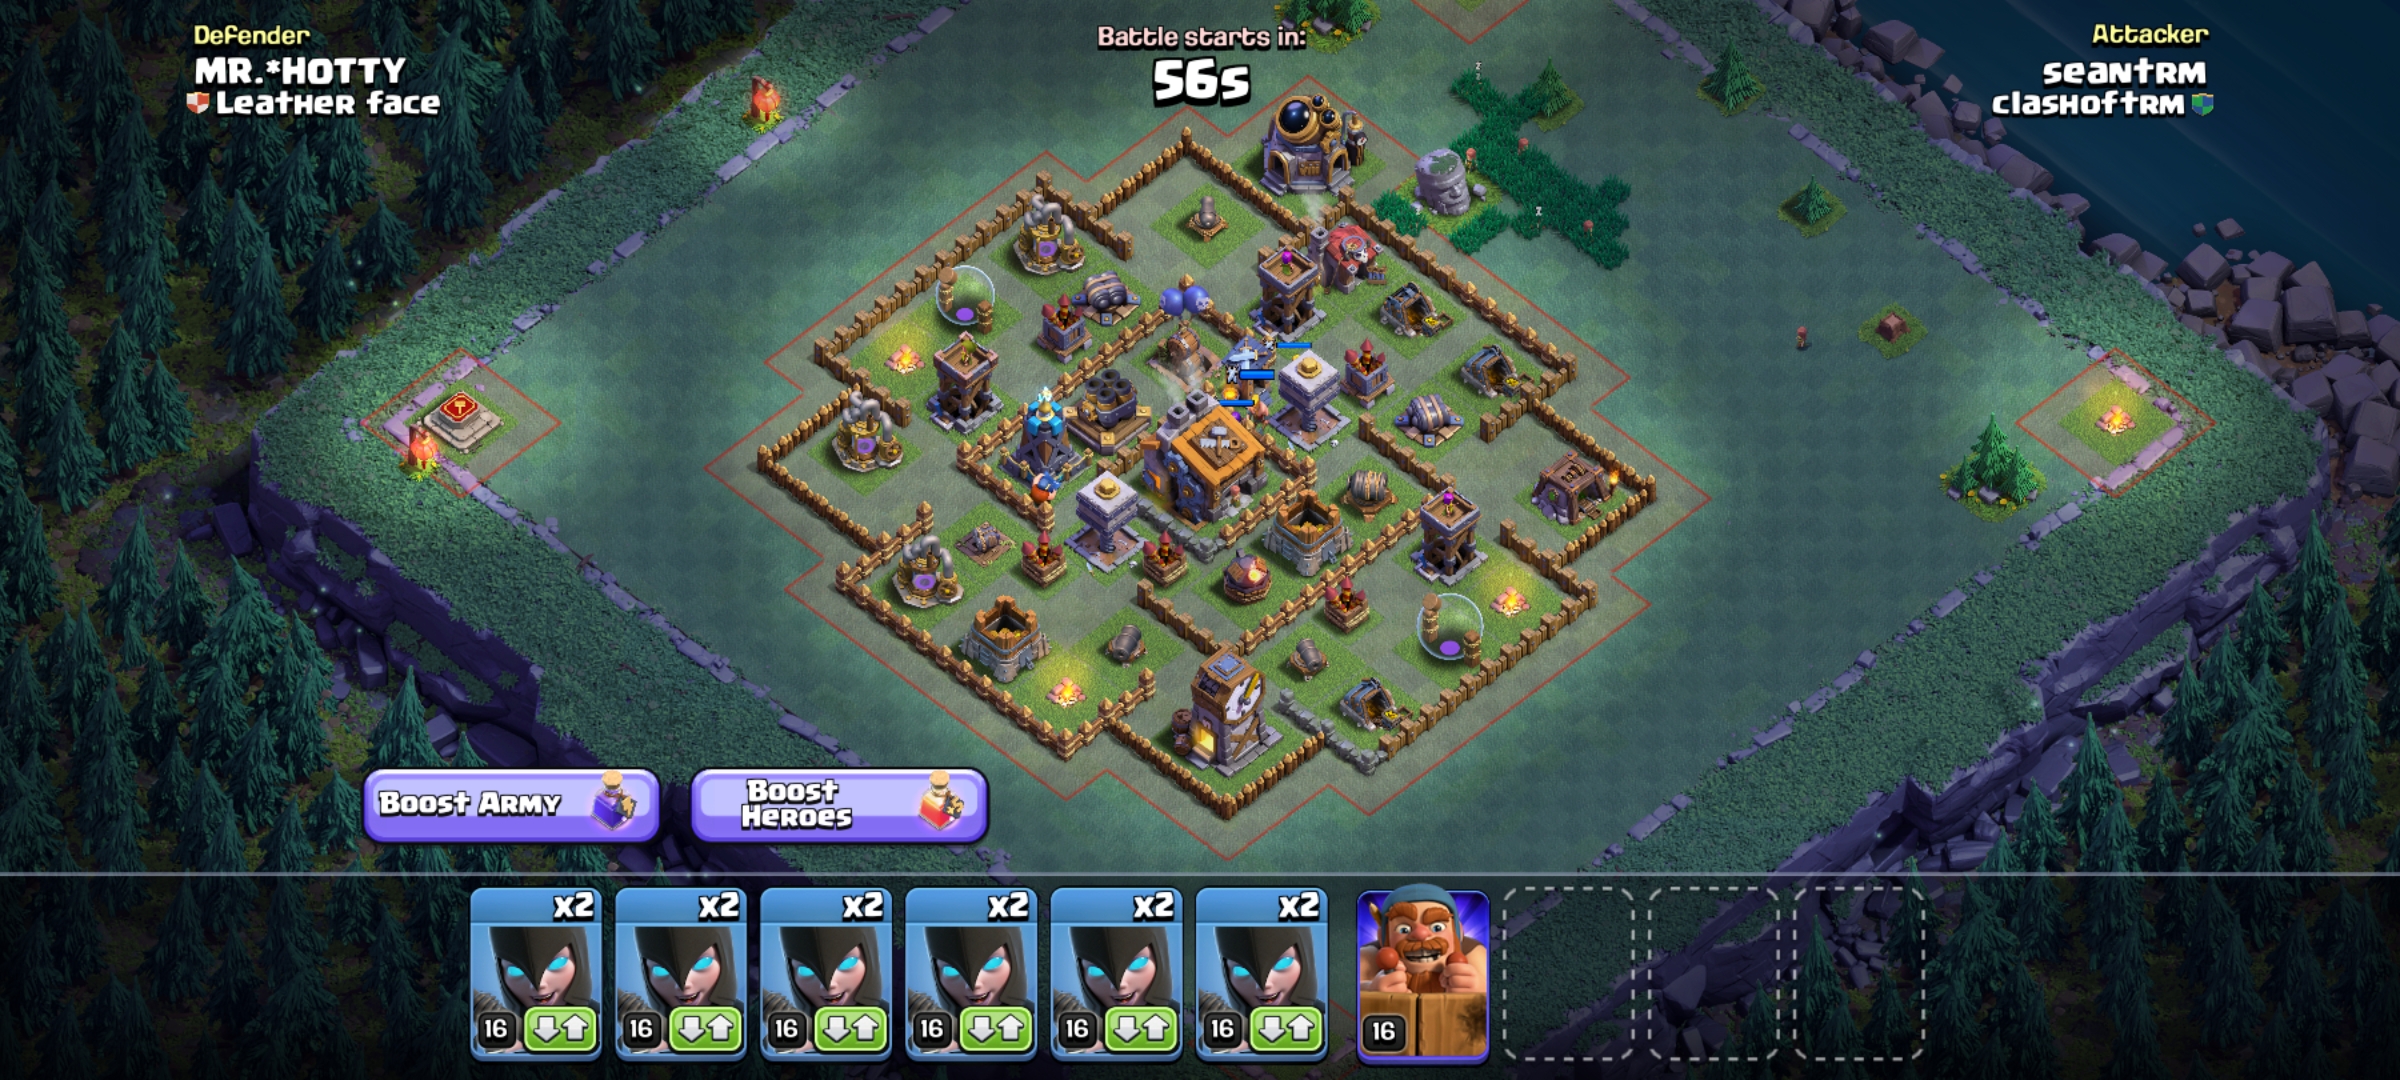 Defender
MR.*HOTTY
Leather face
Battle starts in:
56s
Attacker
seantrm
clashoftrm
Boost Army
Boost
Heroes
x2
x2
x2
x2
x2
x2
16
16
16
16
16
16
16